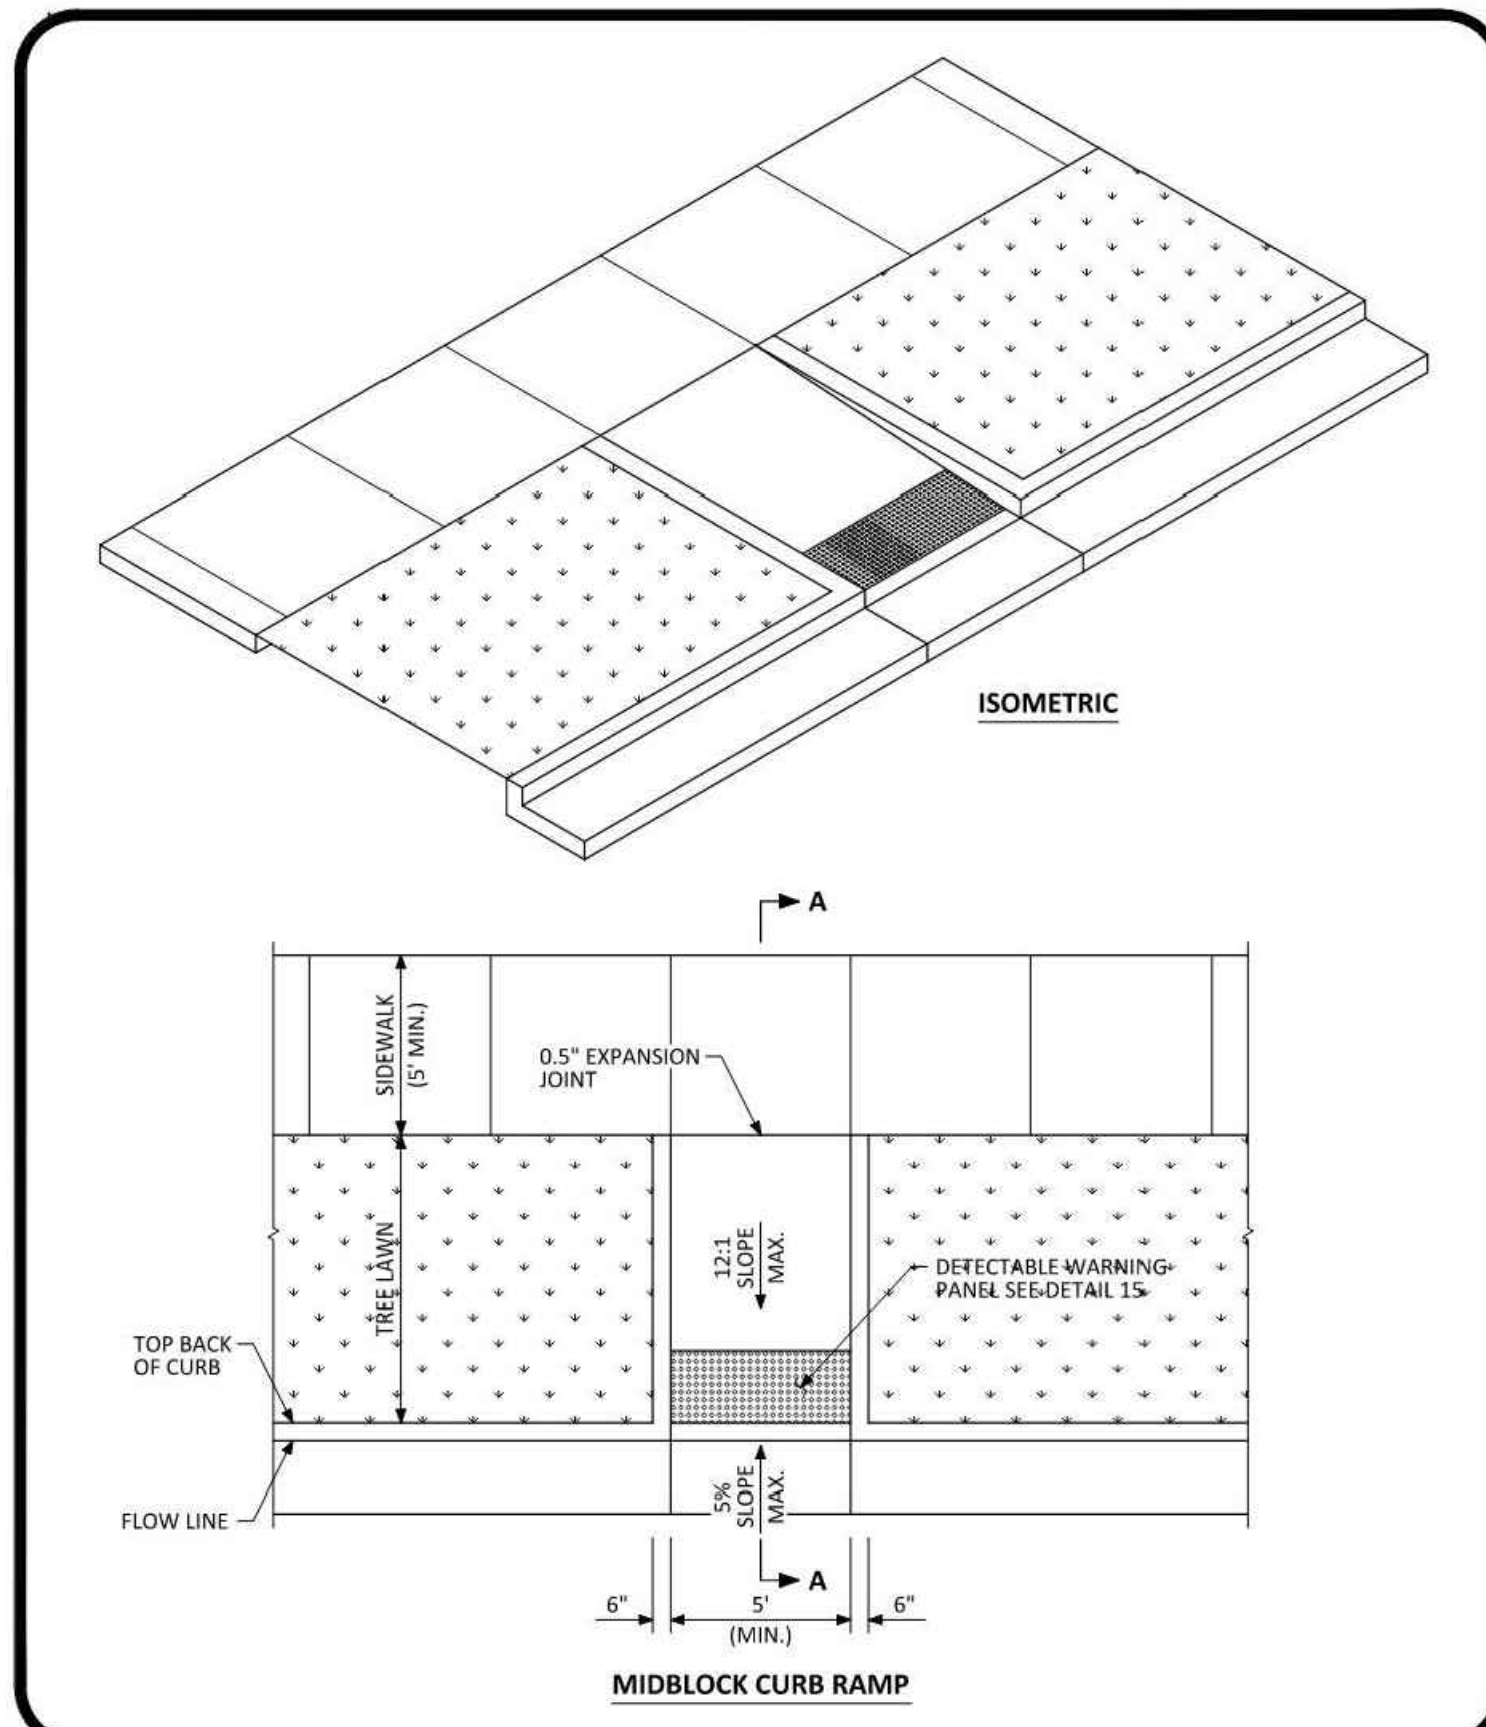 ISOMETRIC
A
SIDEWALK
(5' MIN.)
0.5" EXPANSION
JOINT
TREE LAWN
12:1
SLOPE
MAX.
DETECTABLE WARNING
PANEL SEE DETAIL 15
TOP BACK
OF CURB
FLOW LINE
5%
SLOPE
MAX.
A
6"
5'
(MIN.)
6"
MIDBLOCK CURB RAMP